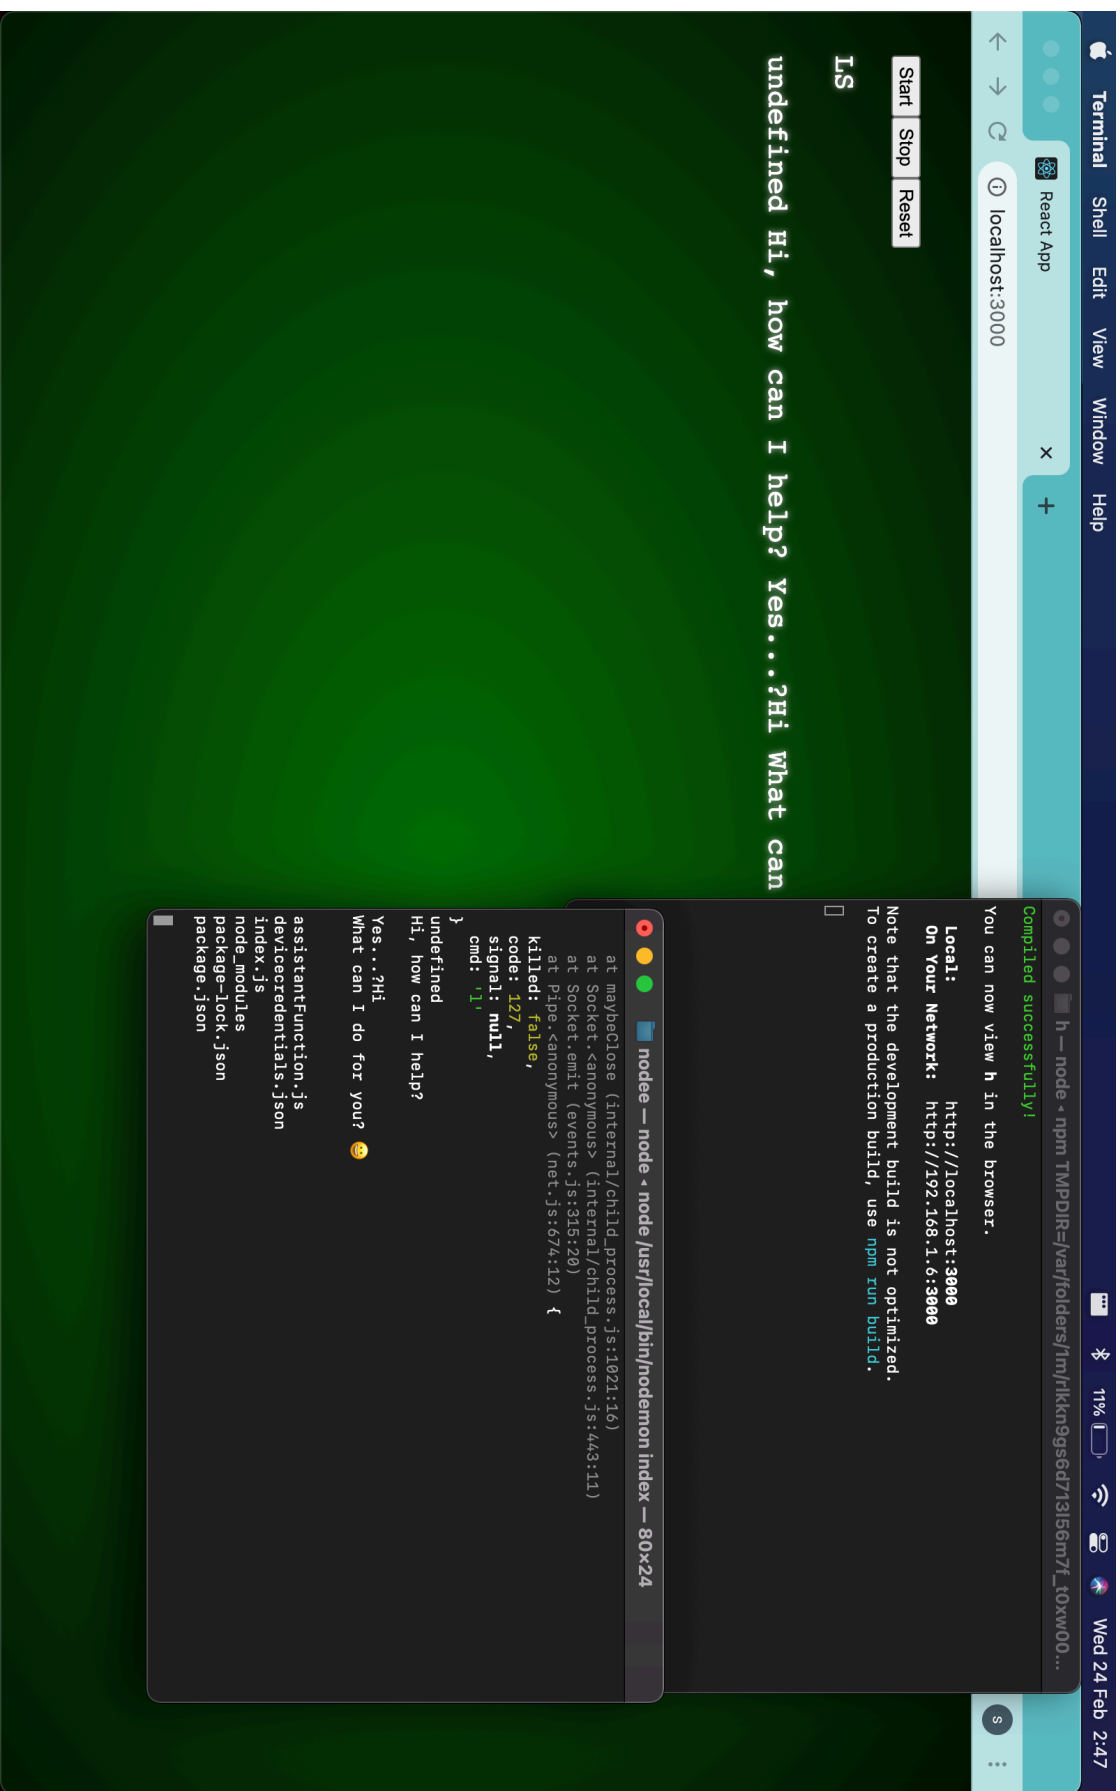 Terminal Shell Edit View Window Help 11% Wed 24 Feb 2:47
React App
localhost:3000
S
Start Stop Reset
LS
undefined Hi, how can I help? Yes...?Hi What can
h — node ◂ npm TMPDIR=/var/folders/1m/rlkkn9gs6d713l56m7f_t0xw00...
Compiled successfully!
You can now view h in the browser.
Local: http://localhost:3000
On Your Network: http://192.168.1.6:3000
Note that the development build is not optimized.
To create a production build, use npm run build.
nodee — node ◂ node /usr/local/bin/nodemon index — 80×24
at maybeClose (internal/child_process.js:1021:16)
at Socket.<anonymous> (internal/child_process.js:443:11)
at Socket.emit (events.js:315:20)
at Pipe.<anonymous> (net.js:674:12) {
killed: false,
code: 127,
signal: null,
cmd: 'l'
}
undefined
Hi, how can I help?
Yes...?Hi
What can I do for you? 😀
assistantFunction.js
devicecredentials.json
index.js
node_modules
package-lock.json
package.json